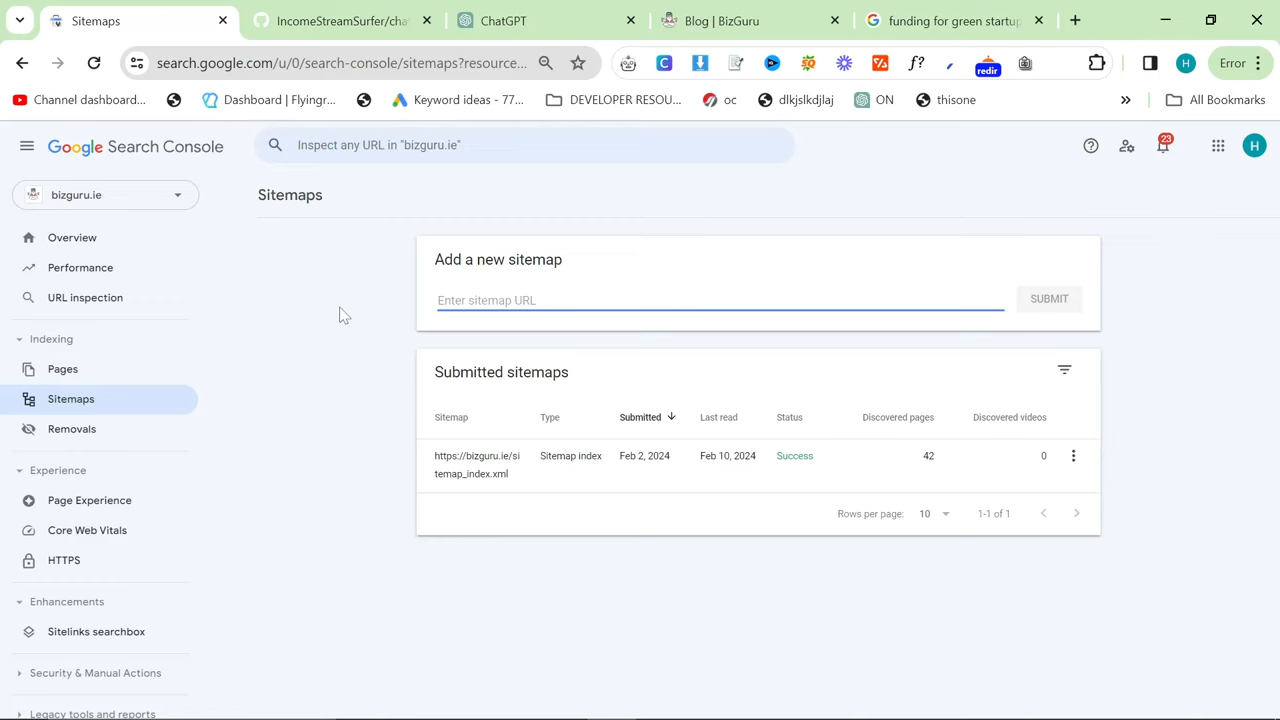 Sitemaps
IncomeStreamSurfer/cha
ChatGPT
Blog | BizGuru
funding for green startup
search.google.com/u/0/search-console/sitemaps?resource...
redir
H
Error
Channel dashboard...
Dashboard | Flyingr...
Keyword ideas - 77...
DEVELOPER RESOU...
oc
dlkjslkdjlaj
ON
thisone
All Bookmarks
Google Search Console
Inspect any URL in "bizguru.ie"
23
H
bizguru.ie
Sitemaps
Overview
Performance
URL inspection
Indexing
Pages
Sitemaps
Removals
Experience
Page Experience
Core Web Vitals
HTTPS
Enhancements
Sitelinks searchbox
Security & Manual Actions
Legacy tools and reports
Add a new sitemap
Enter sitemap URL
SUBMIT
Submitted sitemaps
Sitemap Type Submitted Last read Status Discovered pages Discovered videos
https://bizguru.ie/si Sitemap index Feb 2, 2024 Feb 10, 2024 Success 42 0
temap_index.xml
Rows per page: 10 1-1 of 1